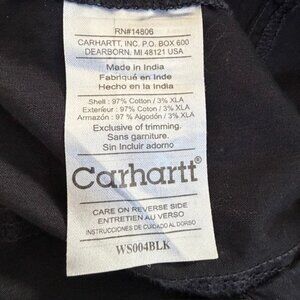 RN#14806
CARHARTT, INC. P.O. BOX 600
DEARBORN, MI 48121 USA
Made in India
Fabriqué en Inde
Hecho en la India
Shell : 97% Cotton / 3% XLA
Exterieur : 97% Coton / 3% XLA
Armazón : 97 % Algodón / 3% XLA
Exclusive of trimming.
Sans garniture.
Sin Incluir adorno
Carhartt®
CARE ON REVERSE SIDE
ENTRETIEN AU VERSO
INSTRUCCIONES DE CUIDADO AL DORSO
WS004BLK